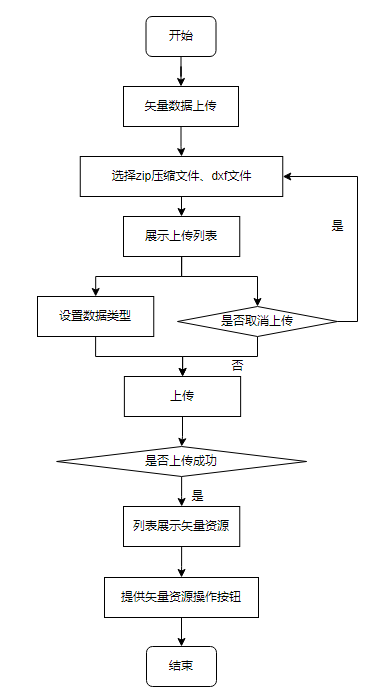 开始
矢量数据上传
选择zip压缩文件、dxf文件
是
展示上传列表
设置数据类型
是否取消上传
否
上传
是否上传成功
是
列表展示矢量资源
提供矢量资源操作按钮
结束